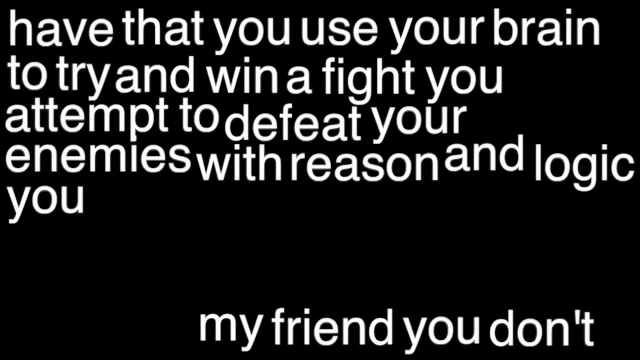 have that you use your brain
to try and win a fight you
attempt to defeat your
enemies with reason and logic
you
my friend you don't